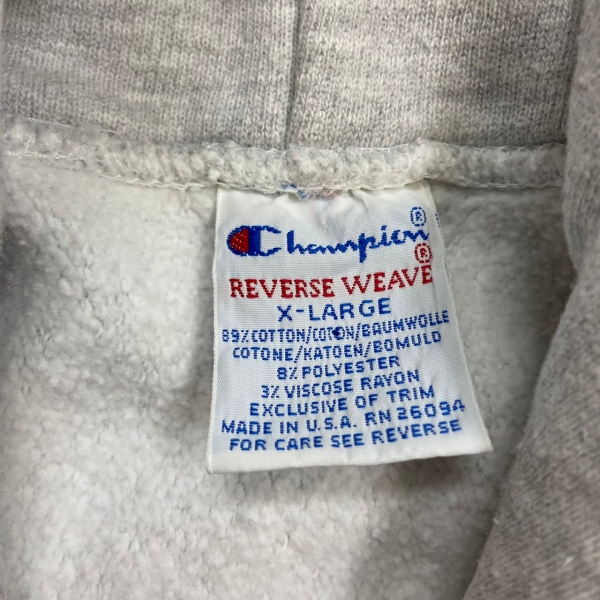 Champion®
REVERSE WEAVE®
X-LARGE
89% COTTON/COTON/BAUMWOLLE
COTONE/KATOEN/BOMULD
8% POLYESTER
3% VISCOSE RAYON
EXCLUSIVE OF TRIM
MADE IN U.S.A. RN 26094
FOR CARE SEE REVERSE